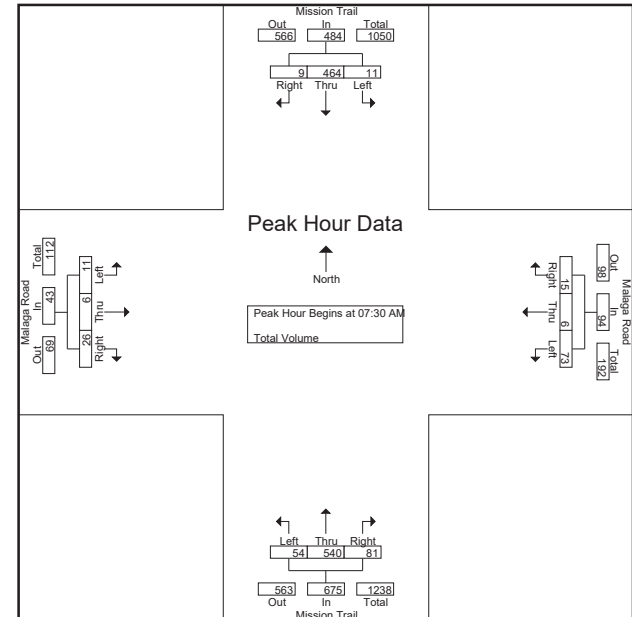 Mission Trail
Out In Total
566 484 1050
9 464 11
Right Thru Left
Peak Hour Data
North
Peak Hour Begins at 07:30 AM
Total Volume
Malaga Road
Total In Out
112 43 69
11 6 26
Left Thru Right
Malaga Road
Out In Total
98 94 192
15 6 73
Right Thru Left
Left Thru Right
54 540 81
563 675 1238
Out In Total
Mission Trail